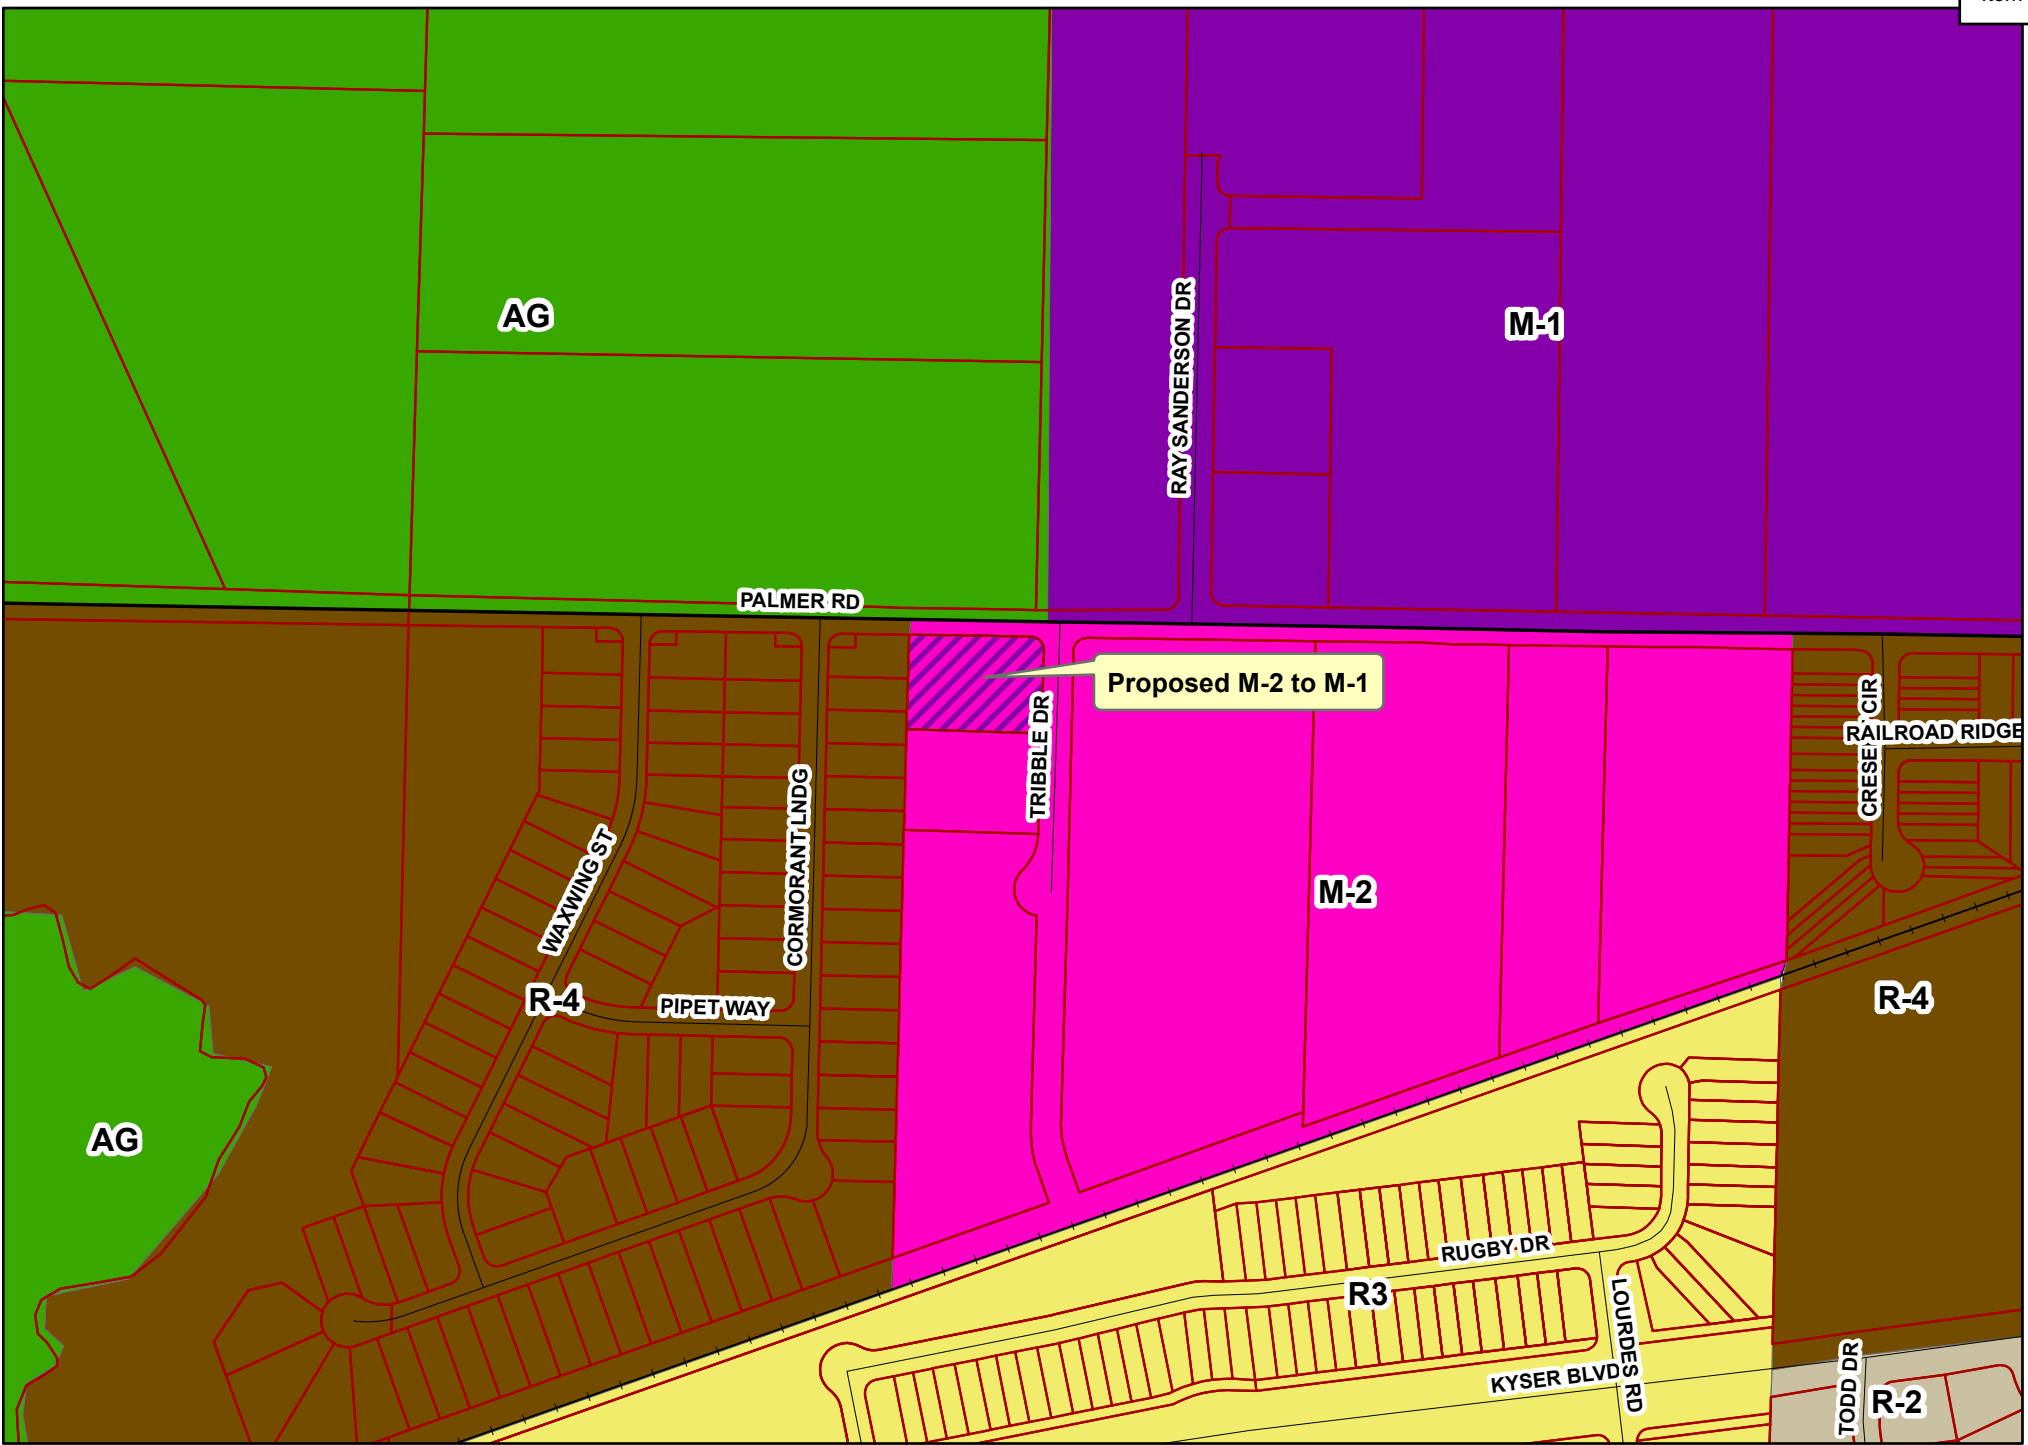 AG
M-1
RAY SANDERSON DR
PALMER RD
Proposed M-2 to M-1
TRIBBLE DR
RAILROAD RIDGE
CORMORANT LNDG
WAXWING ST
M-2
R-4
PIPET WAY
R-4
AG
RUGBY DR
R3
LOURDES RD
KYSER BLVD
TODD DR
R-2